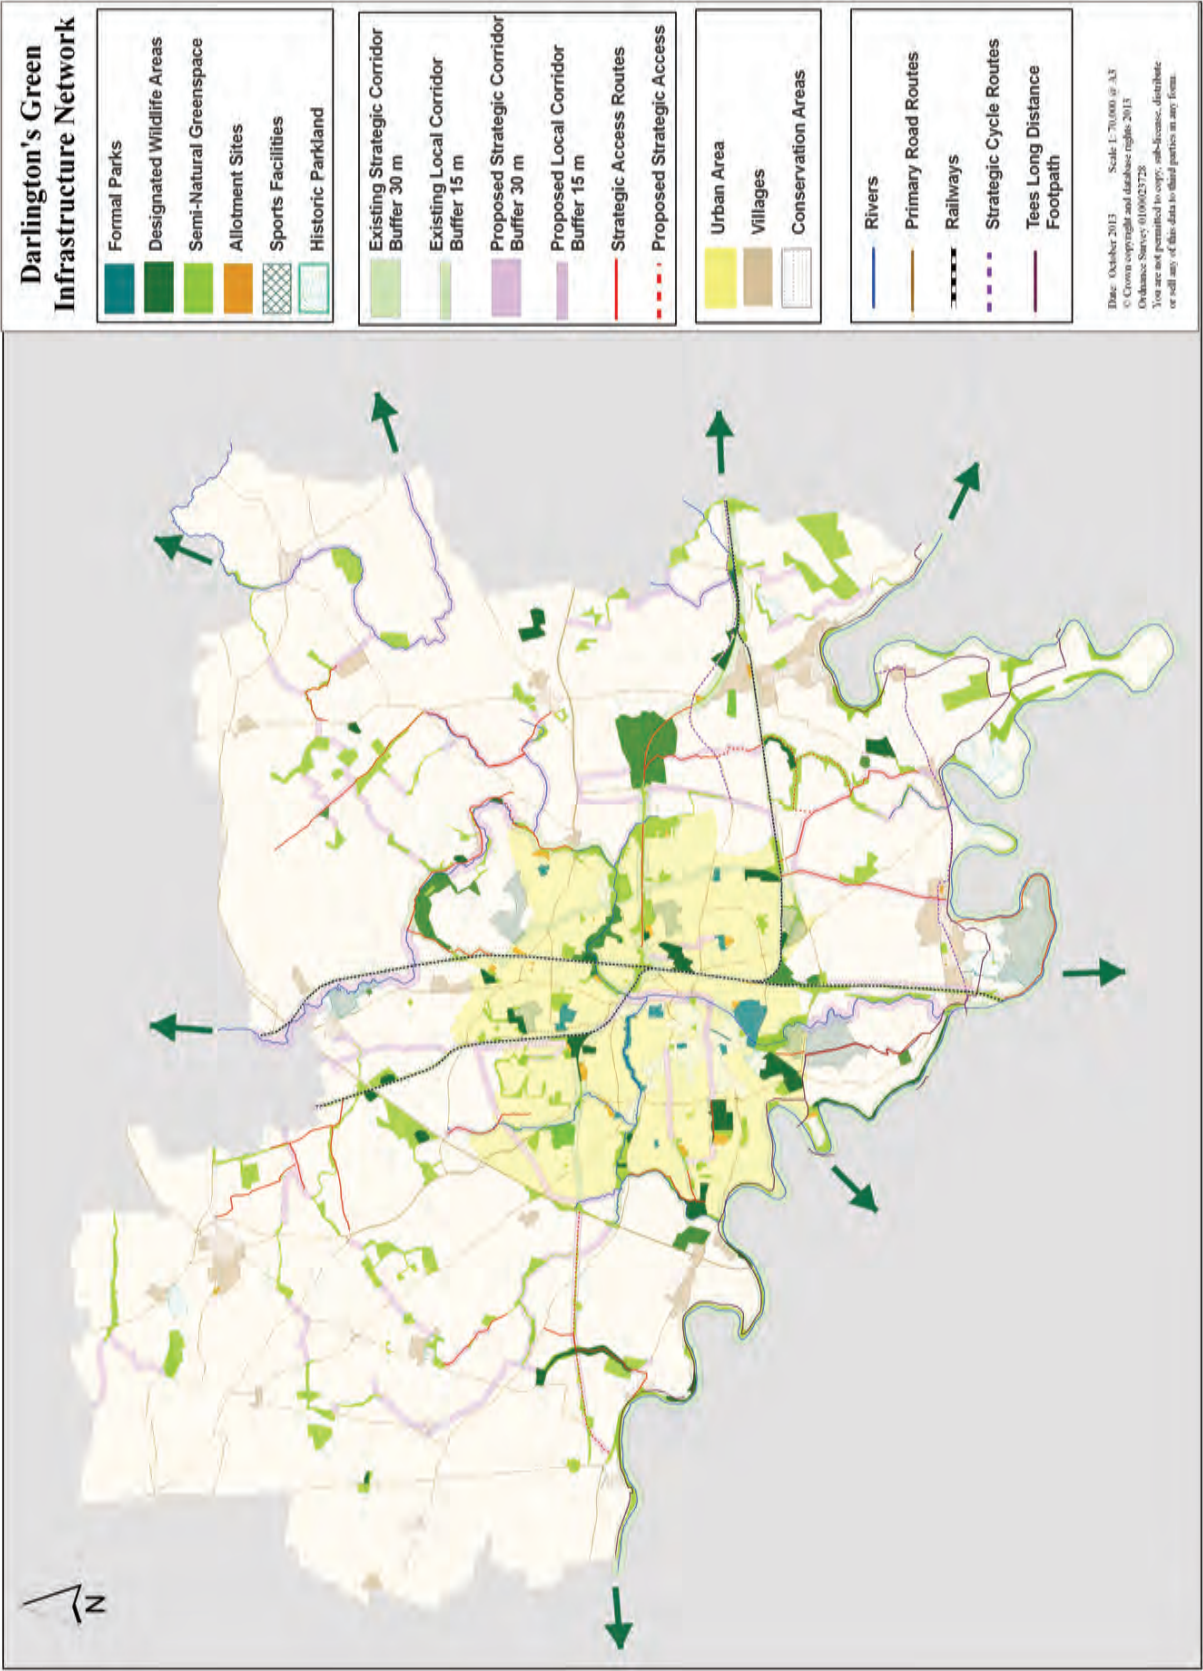 Darlington's Green
Infrastructure Network
Formal Parks
Designated Wildlife Areas
Semi-Natural Greenspace
Allotment Sites
Sports Facilities
Historic Parkland
Existing Strategic Corridor
Buffer 30 m
Existing Local Corridor
Buffer 15 m
Proposed Strategic Corridor
Buffer 30 m
Proposed Local Corridor
Buffer 15 m
Strategic Access Routes
Proposed Strategic Access
Urban Area
Villages
Conservation Areas
Rivers
Primary Road Routes
Railways
Strategic Cycle Routes
Tees Long Distance
Footpath
Date: October 2013 Scale 1: 70,000 @ A3
© Crown copyright and database rights 2013
Ordnance Survey 0100023728
You are not permitted to copy, sub-license, distribute
or sell any of this data to third parties in any form.
N